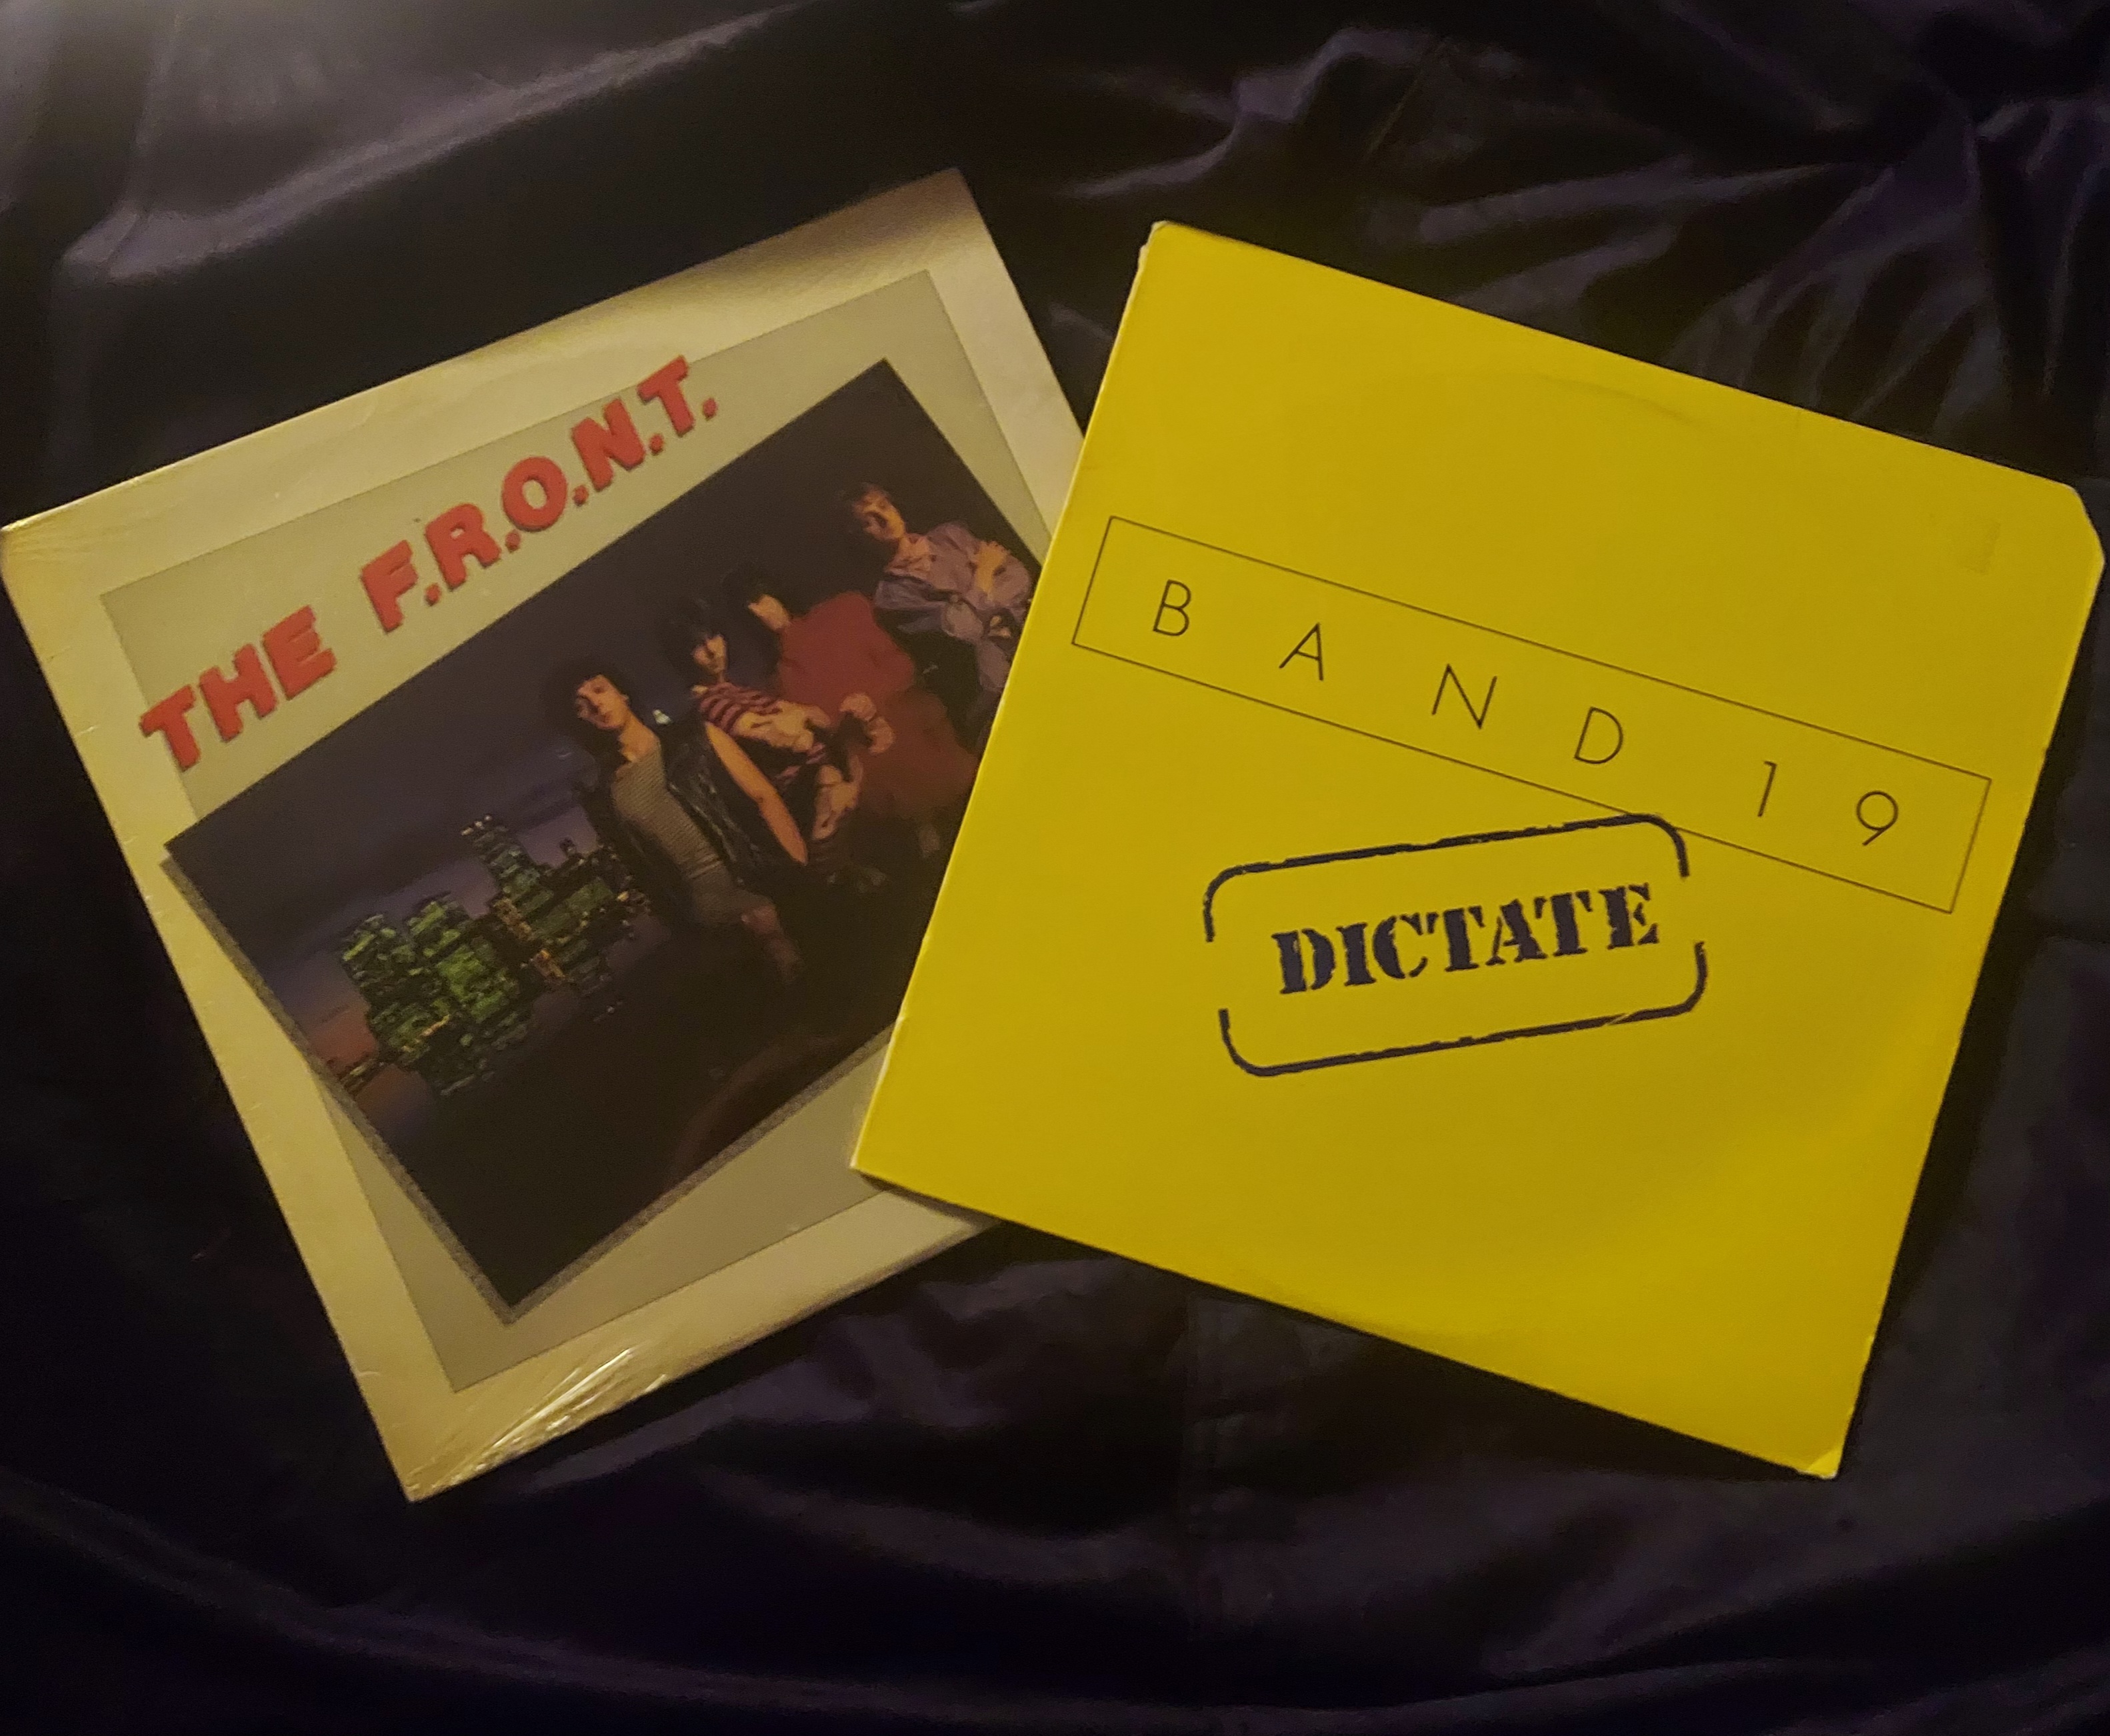 THE F.R.O.N.T.
BAND 19
DICTATE